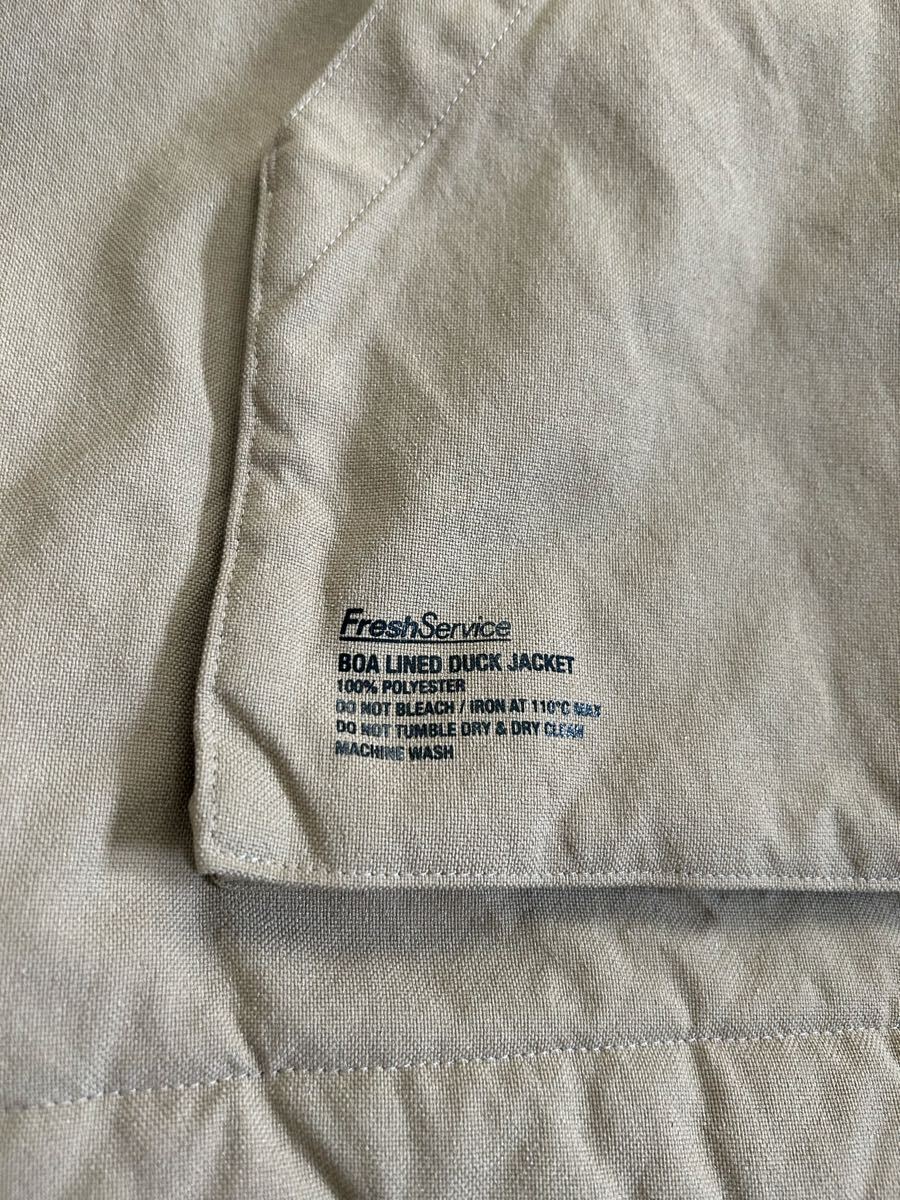 FreshService
BOA LINED DUCK JACKET
100% POLYESTER
DO NOT BLEACH / IRON AT 110°C MAX
DO NOT TUMBLE DRY & DRY CLEAN
MACHINE WASH